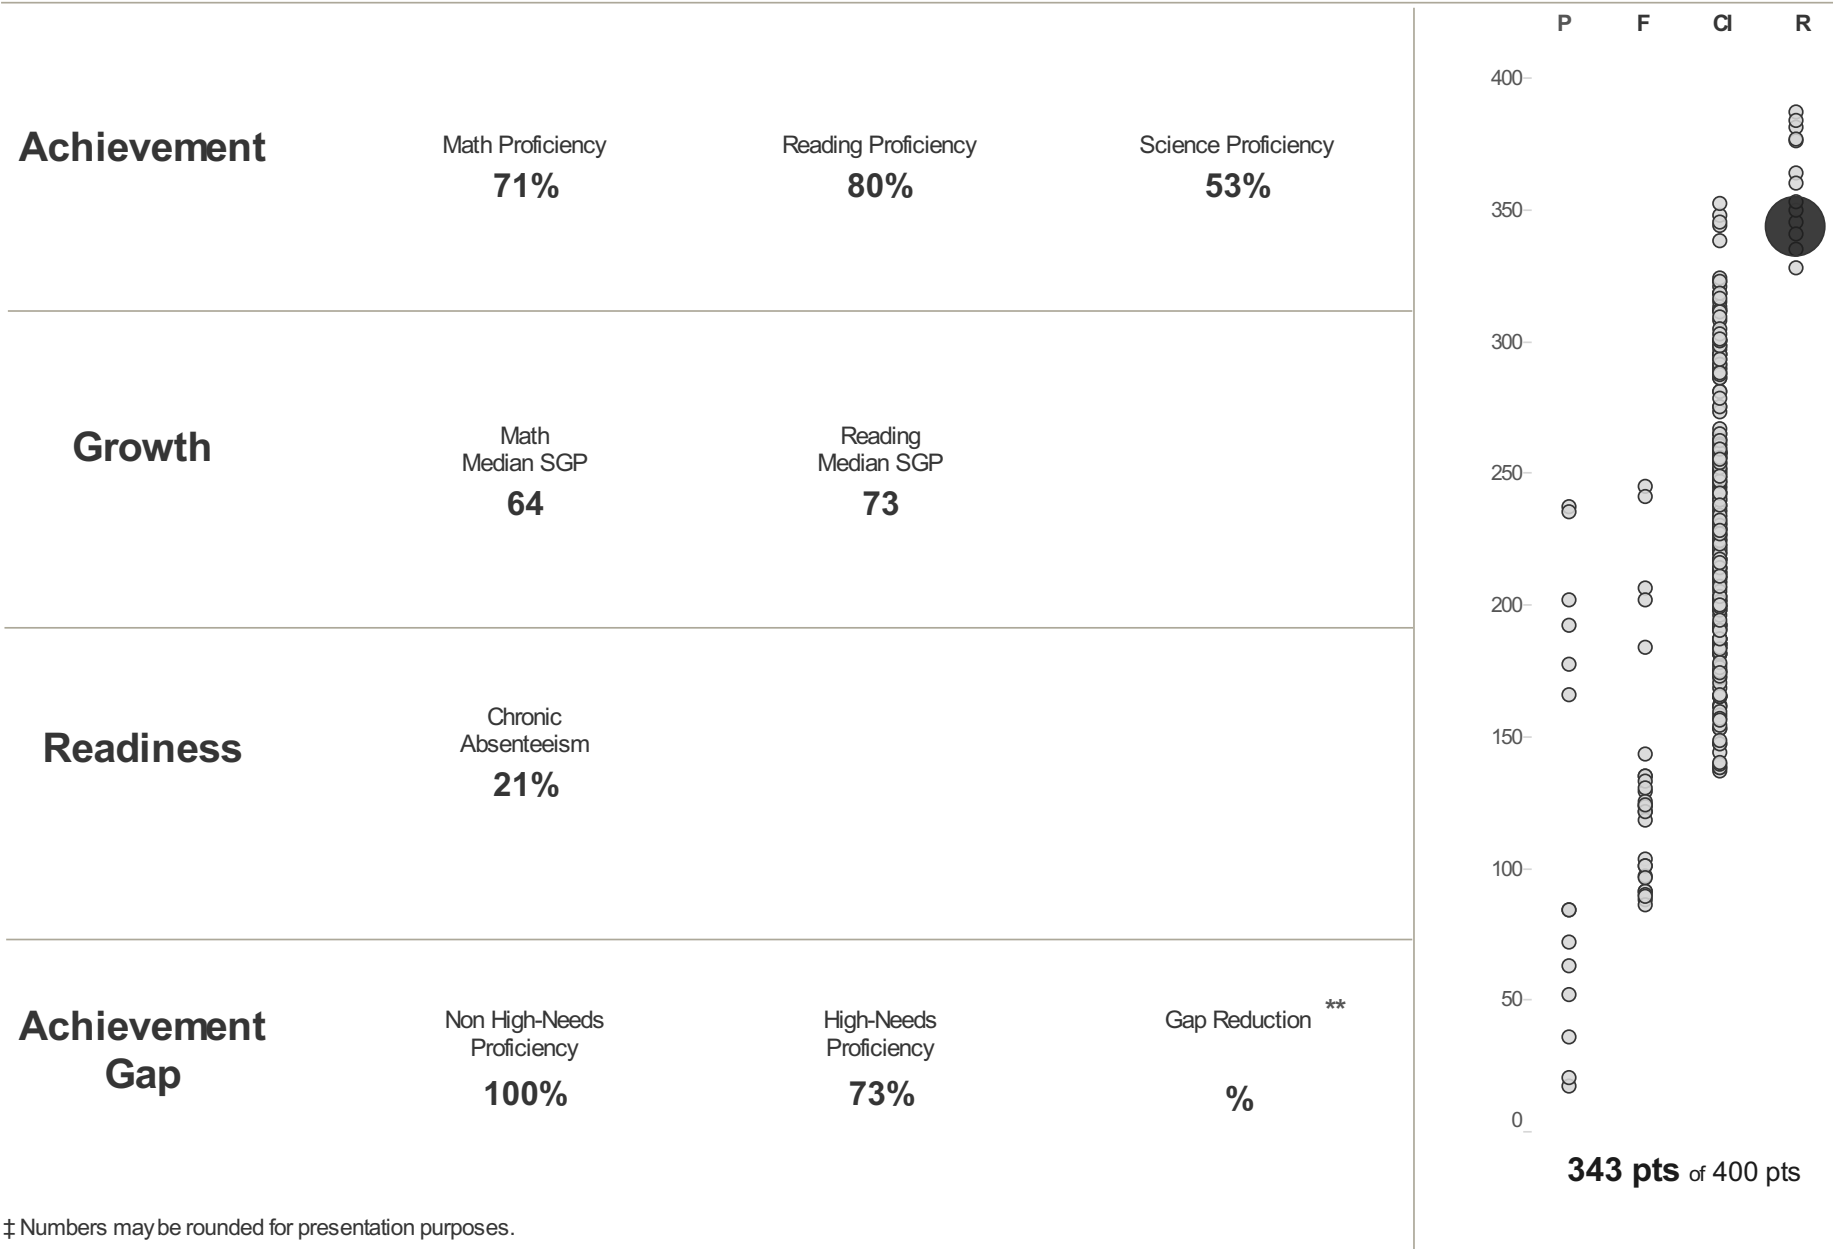 Achievement
Math Proficiency
71%
Reading Proficiency
80%
Science Proficiency
53%
Growth
Math
Median SGP
64
Reading
Median SGP
73
Readiness
Chronic
Absenteeism
21%
Achievement
Gap
Non High-Needs
Proficiency
100%
High-Needs
Proficiency
73%
Gap Reduction **
%
P F CI R
400
350
300
250
200
150
100
50
0
343 pts of 400 pts
‡ Numbers may be rounded for presentation purposes.